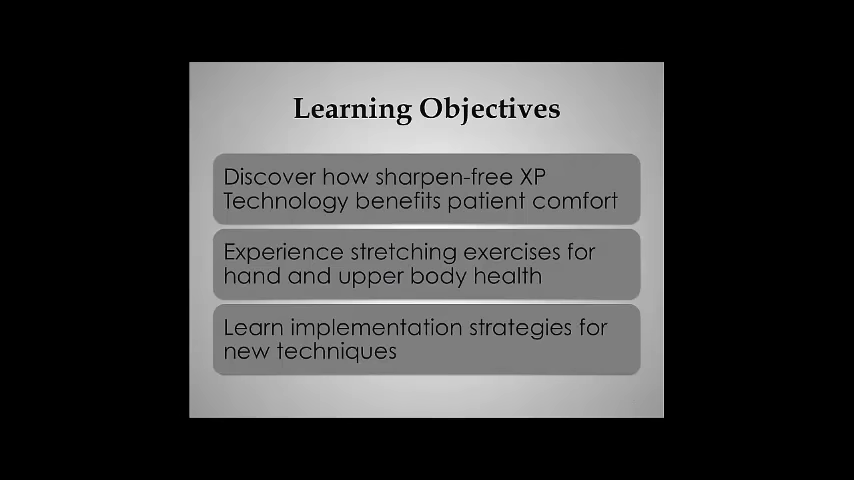 Learning Objectives
Discover how sharpen-free XP
Technology benefits patient comfort
Experience stretching exercises for
hand and upper body health
Learn implementation strategies for
new techniques